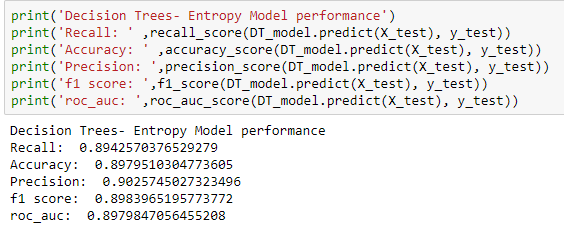 print('Decision Trees- Entropy Model performance')
print('Recall: ' ,recall_score(DT_model.predict(X_test), y_test))
print('Accuracy: ' ,accuracy_score(DT_model.predict(X_test), y_test))
print('Precision: ',precision_score(DT_model.predict(X_test), y_test))
print('f1 score: ',f1_score(DT_model.predict(X_test), y_test))
print('roc_auc: ',roc_auc_score(DT_model.predict(X_test), y_test))
Decision Trees- Entropy Model performance
Recall:  0.8942570376529279
Accuracy:  0.8979510304773605
Precision:  0.9025745027323496
f1 score:  0.8983965195773772
roc_auc:  0.8979847056455208